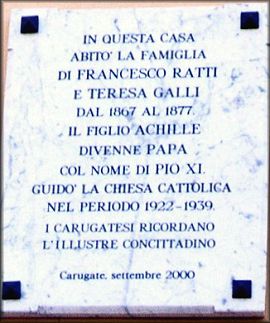 IN QUESTA CASA
ABITO' LA FAMIGLIA
DI FRANCESCO RATTI
E TERESA GALLI
DAL 1867 AL 1877.
IL FIGLIO ACHILLE
DIVENNE PAPA
COL NOME DI PIO XI.
GUIDO' LA CHIESA CATTOLICA
NEL PERIODO 1922-1939.
I CARUGATESI RICORDANO
L'ILLUSTRE CONCITTADINO
Carugate, settembre 2000